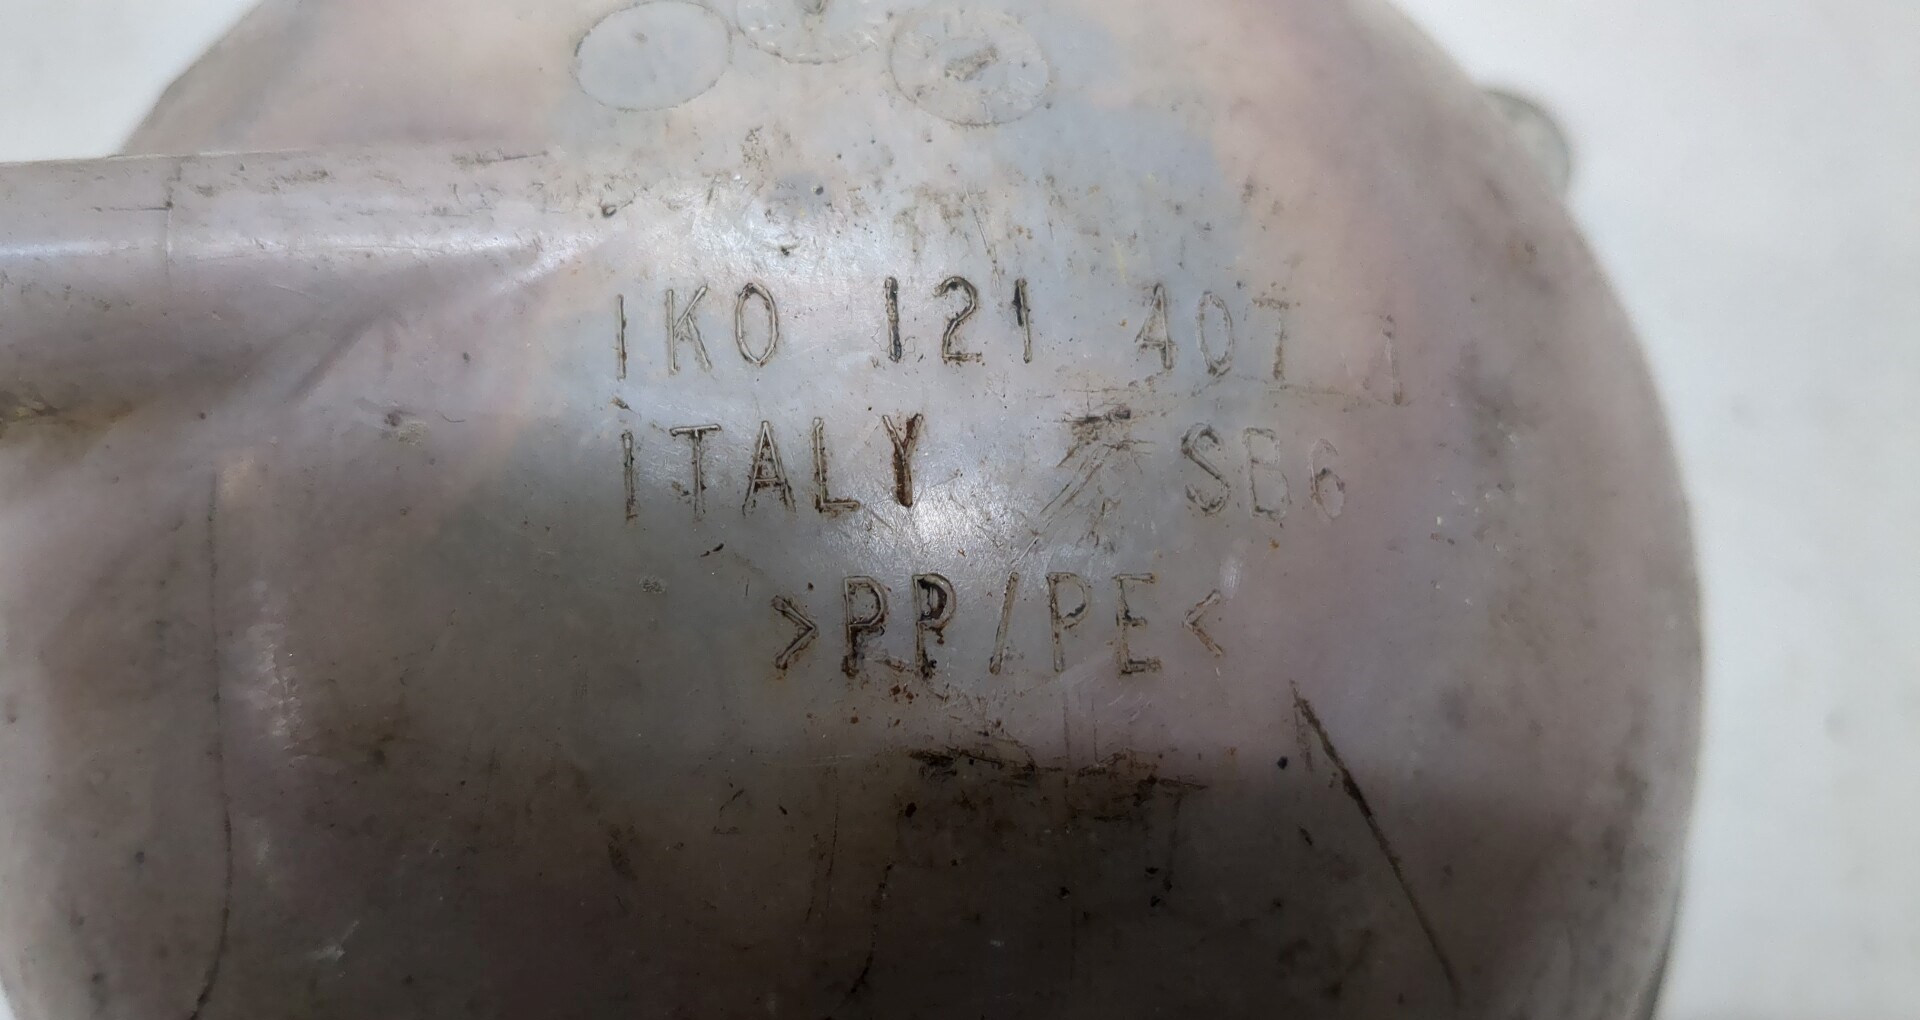 1K0 121 407 J
ITALY SB6
>PP/PE<